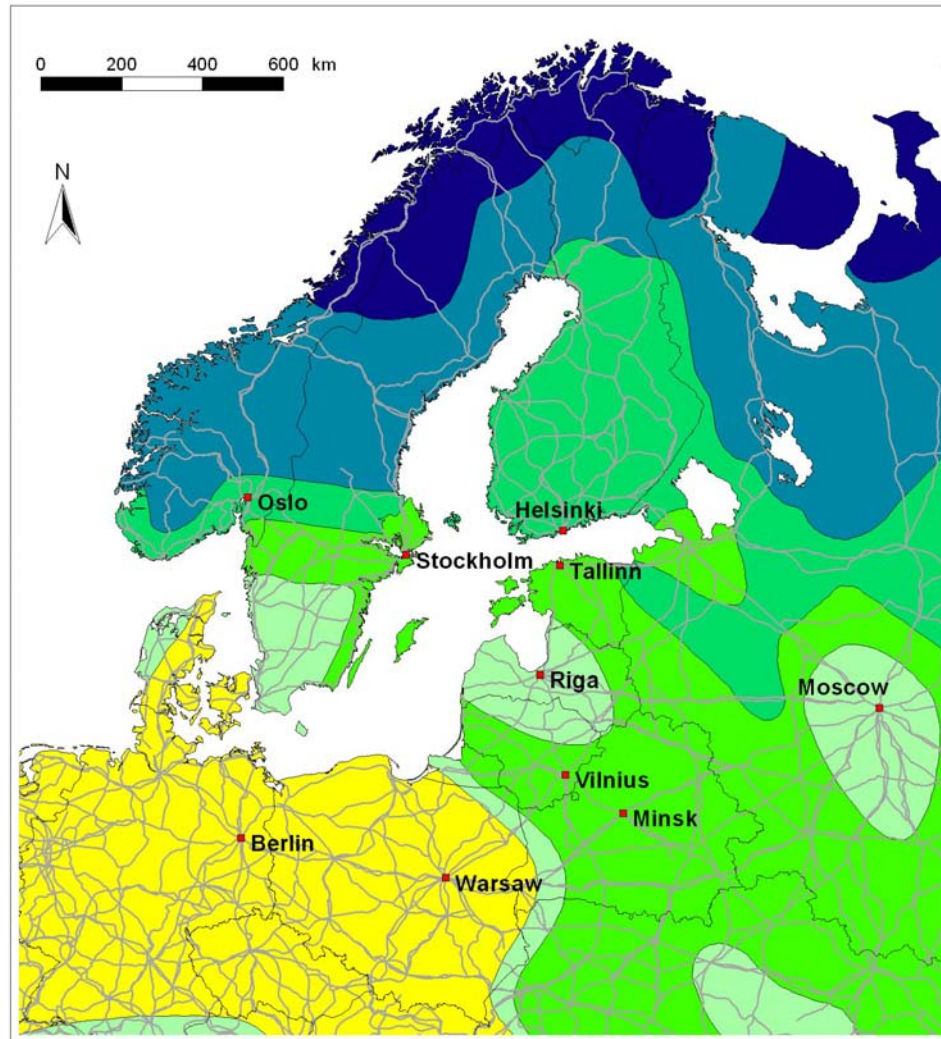 0 200 400 600 km
N
Oslo
Helsinki
Stockholm
Tallinn
Riga
Moscow
Vilnius
Minsk
Berlin
Warsaw